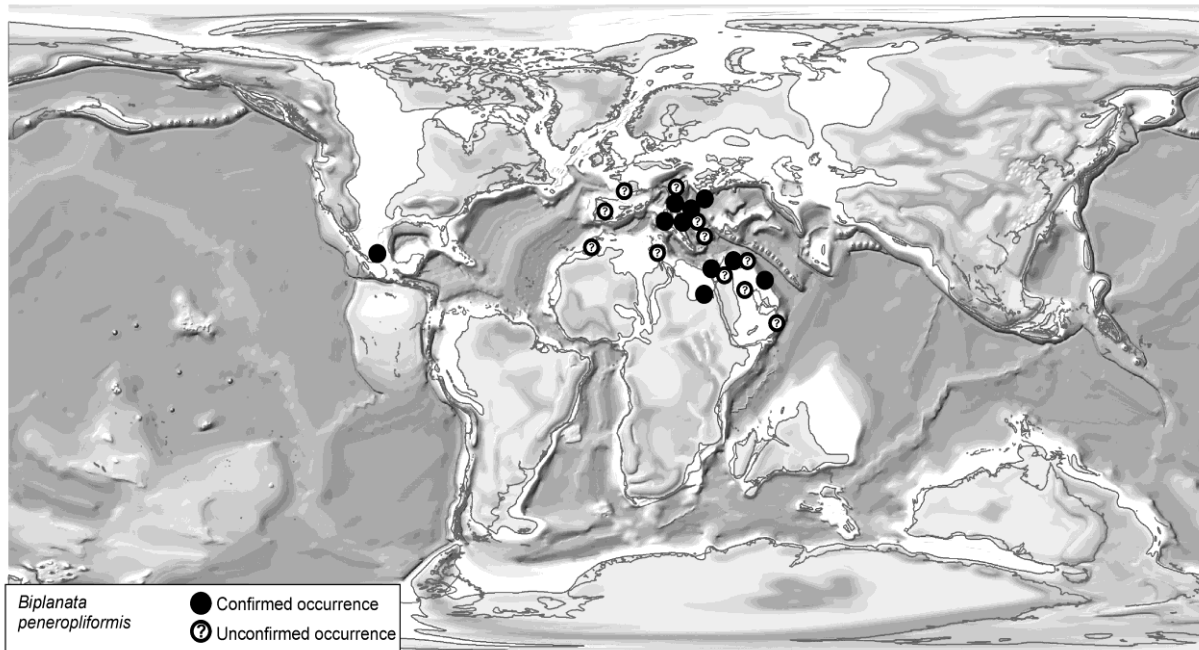 Biplanata
peneropliformis
Confirmed occurrence
? Unconfirmed occurrence
?
?
?
?
?
?
?
?
?
?
?